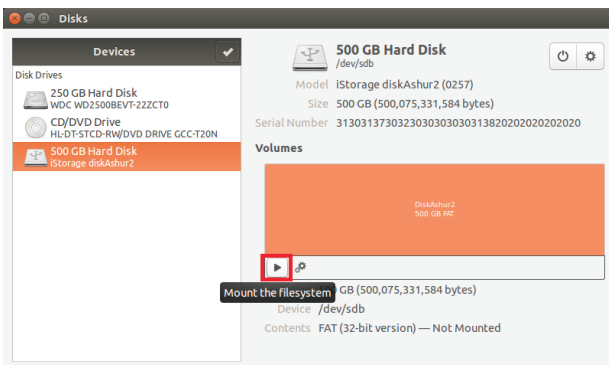 Disks
Devices
Disk Drives
250 GB Hard Disk
WDC WD2500BEVT-22ZCT0
CD/DVD Drive
HL-DT-STCD-RW/DVD DRIVE GCC-T20N
500 GB Hard Disk
iStorage diskAshur2
500 GB Hard Disk
/dev/sdb
Model iStorage diskAshur2 (0257)
Size 500 GB (500,075,331,584 bytes)
Serial Number 31303137303230303030303138202020202020
Volumes
DiskAshur2
500 GB FAT
Mount the filesystem
GB (500,075,331,584 bytes)
Device /dev/sdb
Contents FAT (32-bit version) — Not Mounted